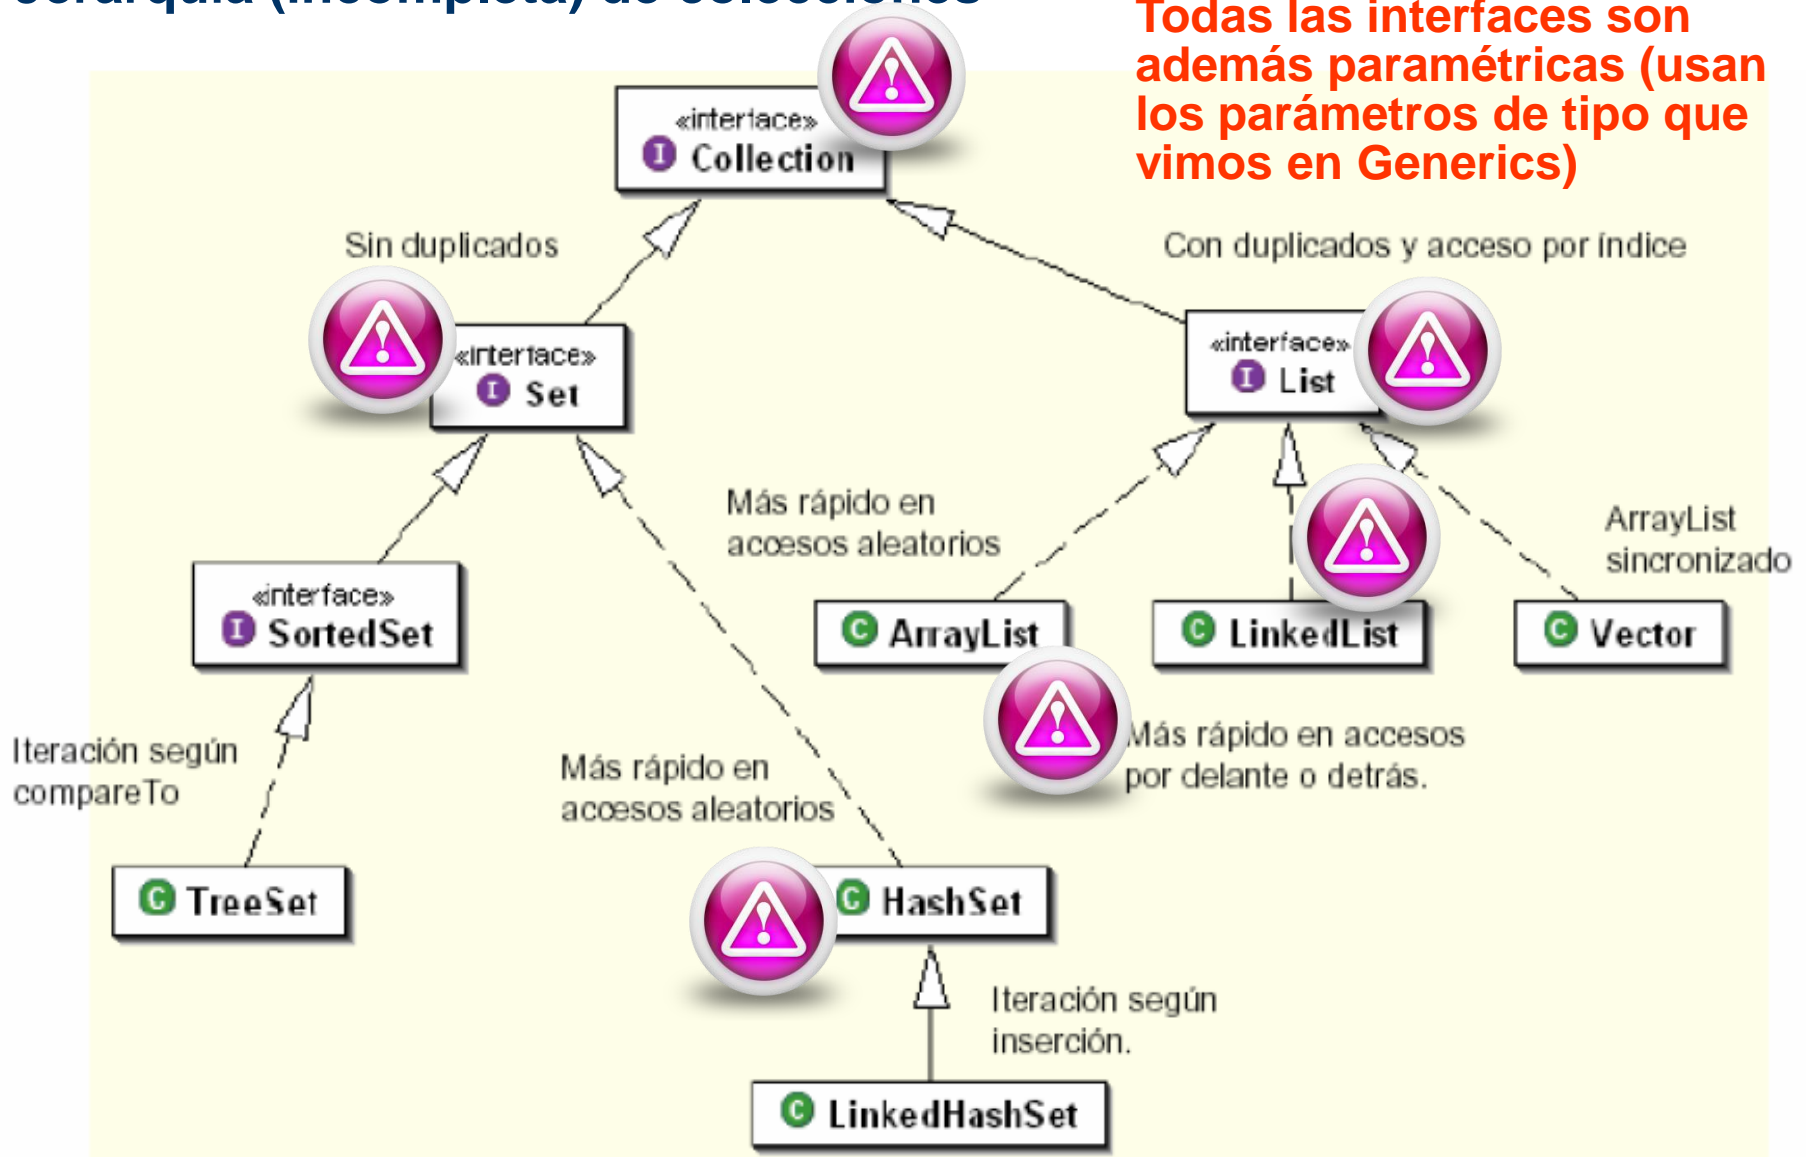 (incompleta) de colecciones
Todas las interfaces son
además paramétricas (usan
los parámetros de tipo que
vimos en Generics)
«interface»
I Collection
Sin duplicados
Con duplicados y acceso por índice
«interface»
I Set
«interface»
I List
Más rápido en
accesos aleatorios
ArrayList
sincronizado
«interface»
I SortedSet
C ArrayList
C LinkedList
C Vector
Iteración según
compareTo
Más rápido en accesos
por delante o detrás.
Más rápido en
accesos aleatorios
C TreeSet
C HashSet
Iteración según
inserción.
C LinkedHashSet